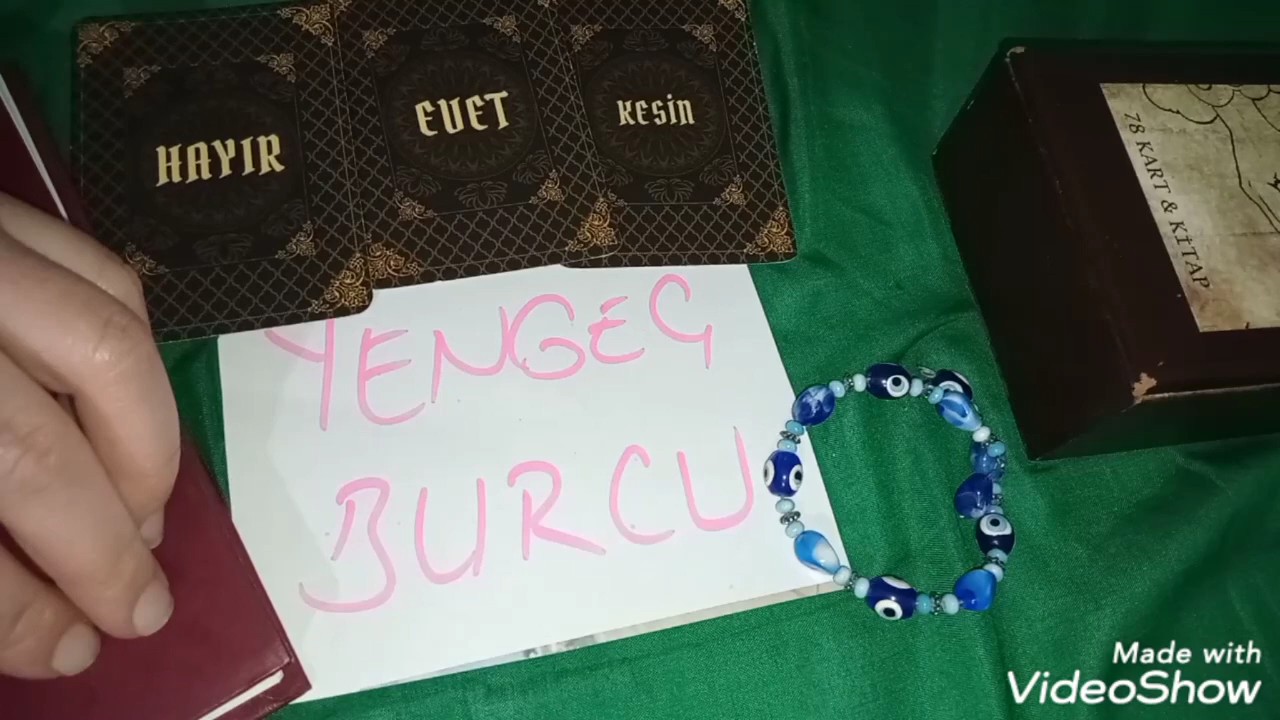 HAYIR
EVET
KESİN
YENGEÇ
BURCU
78 KART & KİTAP
Made with
VideoShow